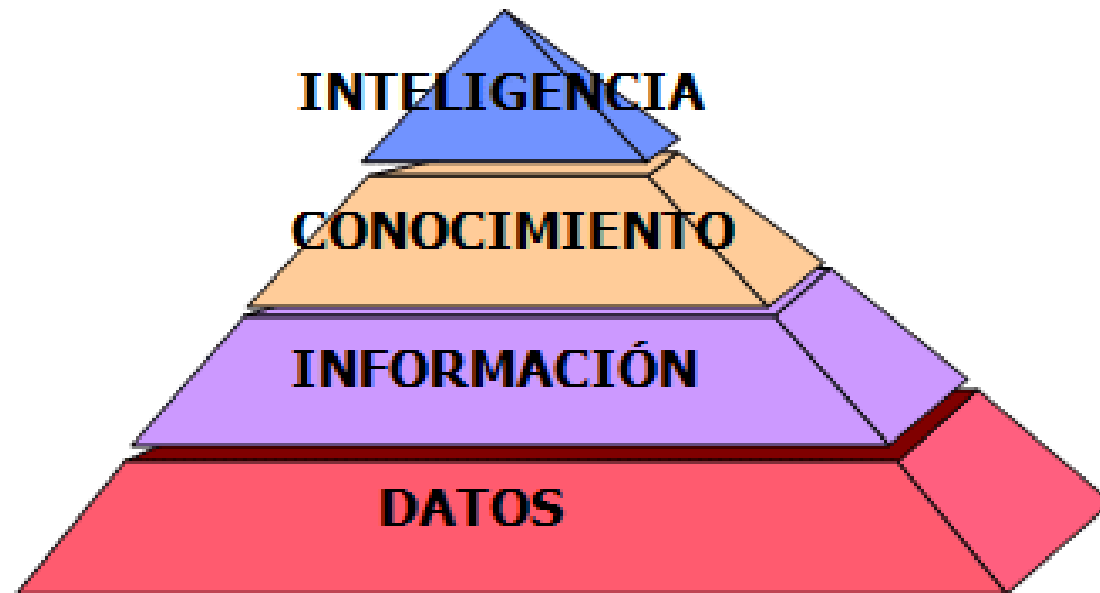 INTELIGENCIA
CONOCIMIENTO
INFORMACIÓN
DATOS